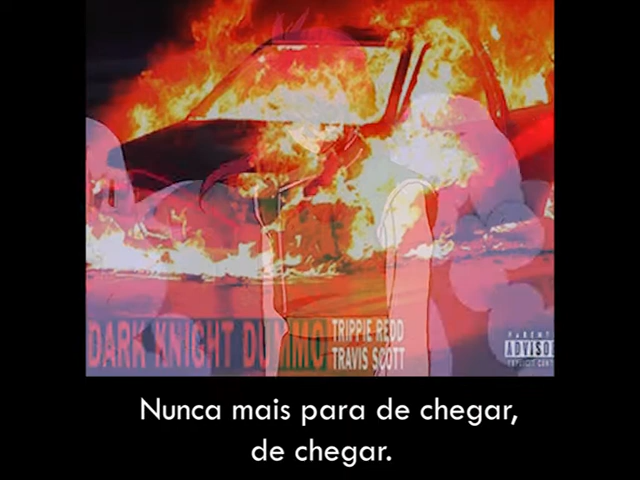 DARK KNIGHT DUMMO
TRIPPIE REDD
TRAVIS SCOTT
Nunca mais para de chegar,
de chegar.